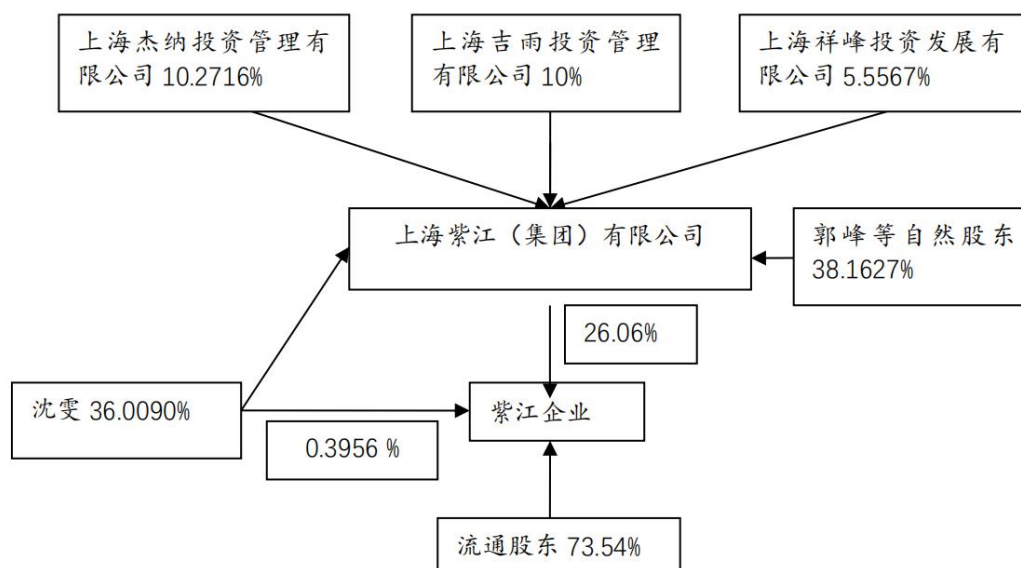 上海杰纳投资管理有
限公司 10.2716%
上海吉雨投资管理
有限公司 10%
上海祥峰投资发展有
限公司 5.5567%
上海紫江（集团）有限公司
郭峰等自然股东
38.1627%
26.06%
沈雯 36.0090%
紫江企业
0.3956 %
流通股东 73.54%